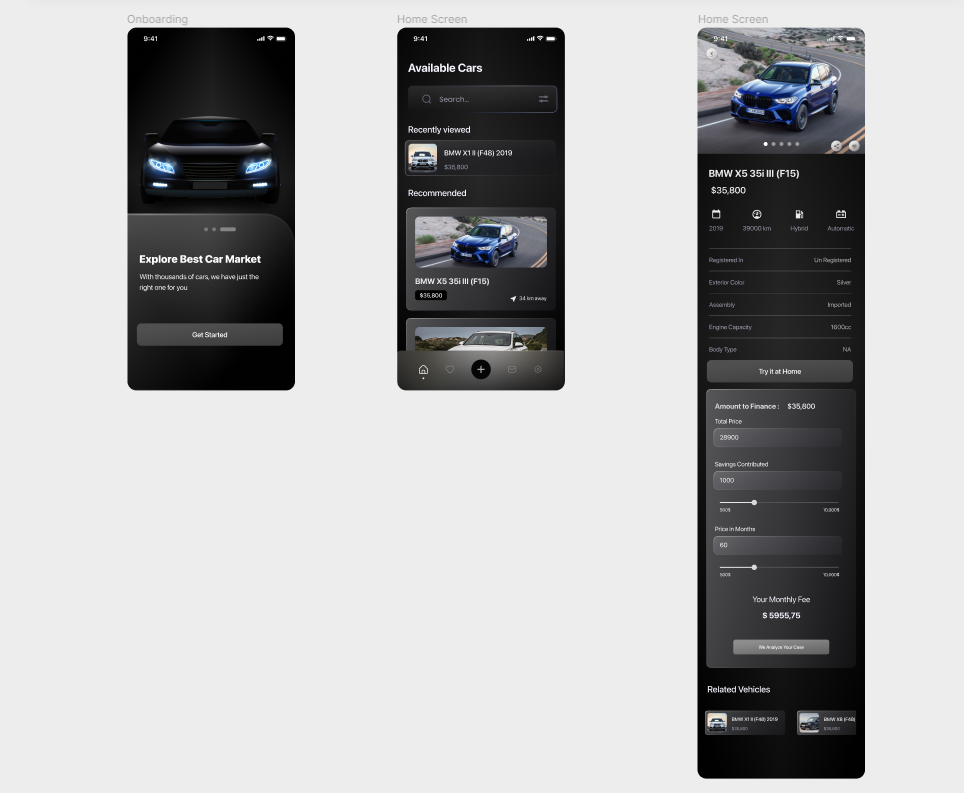 Onboarding
9:41
Explore Best Car Market
With thousands of cars, we have just the
right one for you
Get Started
Home Screen
9:41
Available Cars
Search...
Recently viewed
BMW X1 II (F48) 2019
$35,800
Recommended
BMW X5 35i III (F15)
$35,800
34 km away
Home Screen
9:41
BMW X5 35i III (F15)
$35,800
2019
39000 km
Hybrid
Automatic
Registered In
Un Registered
Exterior Color
Silver
Assembly
Imported
Engine Capacity
1600cc
Body Type
NA
Try it at Home
Amount to Finance :
$35,800
Total Price
28900
Savings Contributed
1000
500$
10,000$
Price in Months
60
500$
10,000$
Your Monthly Fee
$ 5955,75
We Analyze Your Case
Related Vehicles
BMW X1 II (F48) 2019
$35,800
BMW X6 (F48)
$35,800